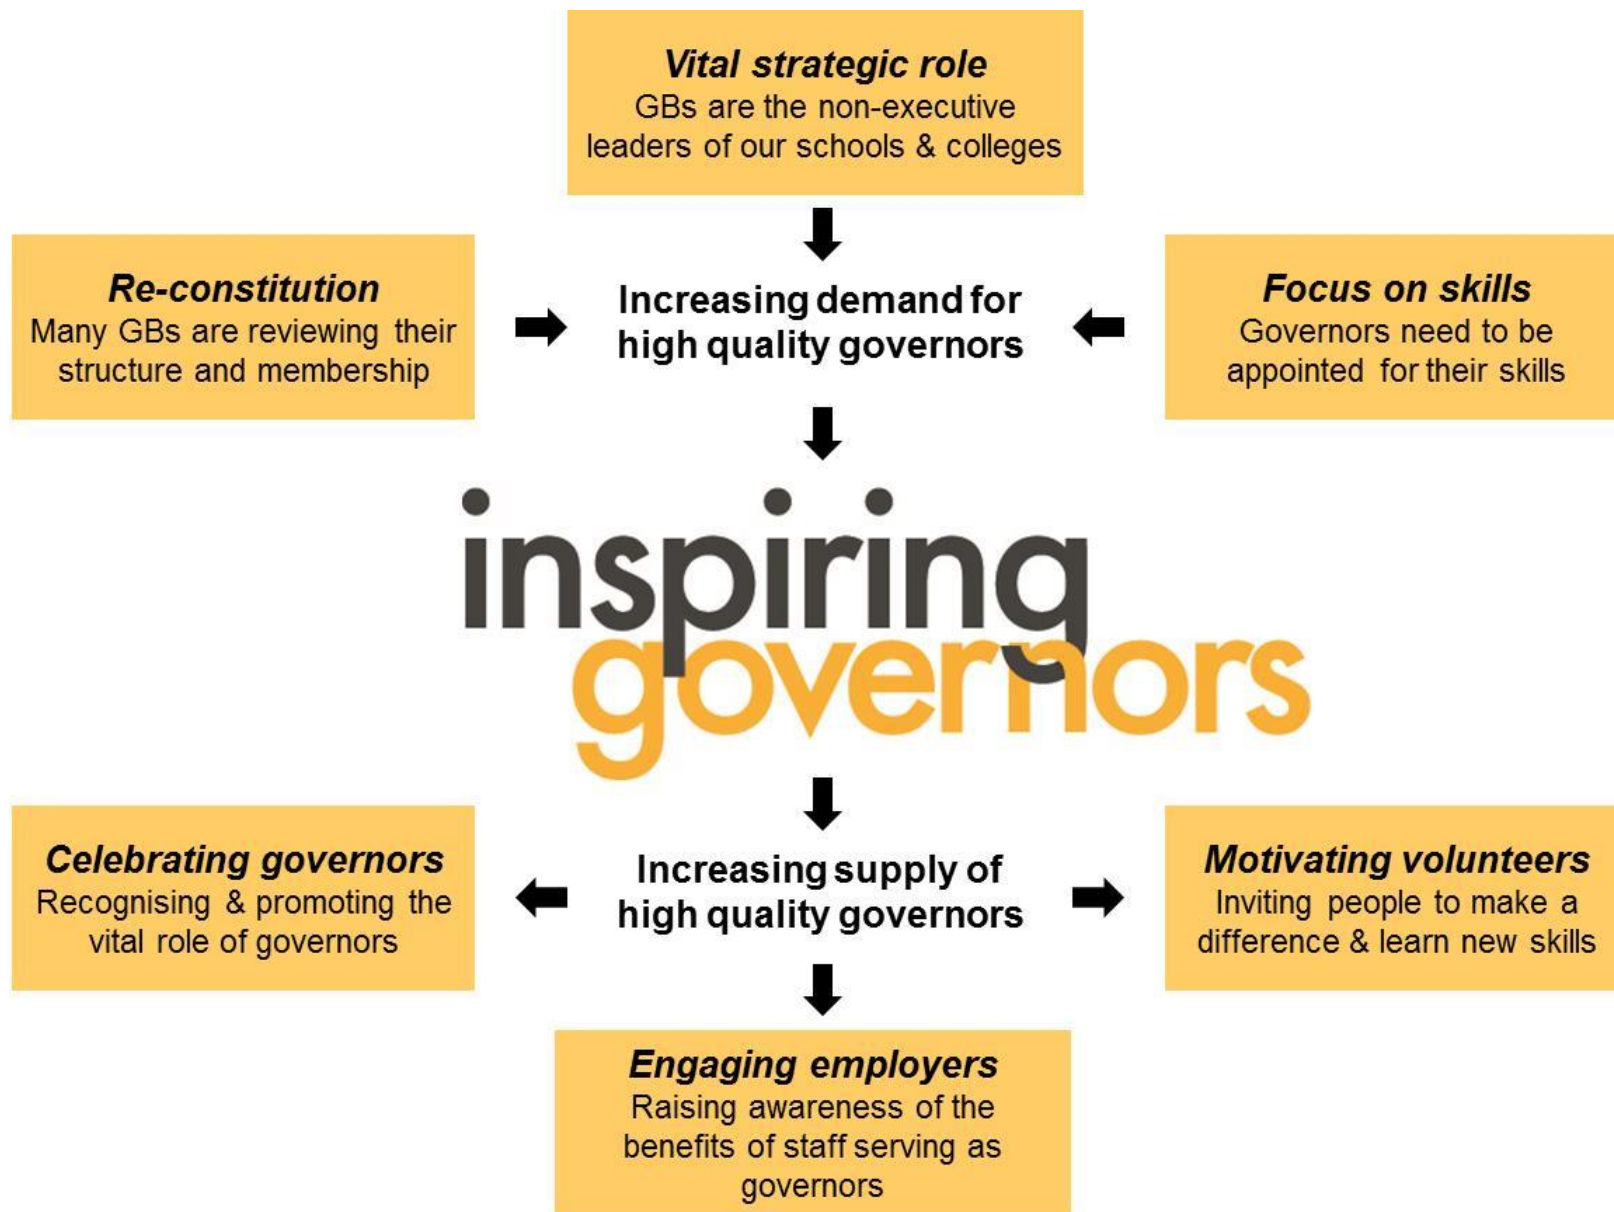 Vital strategic role
GBs are the non-executive
leaders of our schools & colleges
Re-constitution
Many GBs are reviewing their
structure and membership
Increasing demand for
high quality governors
Focus on skills
Governors need to be
appointed for their skills
inspiring
governors
Celebrating governors
Recognising & promoting the
vital role of governors
Increasing supply of
high quality governors
Motivating volunteers
Inviting people to make a
difference & learn new skills
Engaging employers
Raising awareness of the
benefits of staff serving as
governors